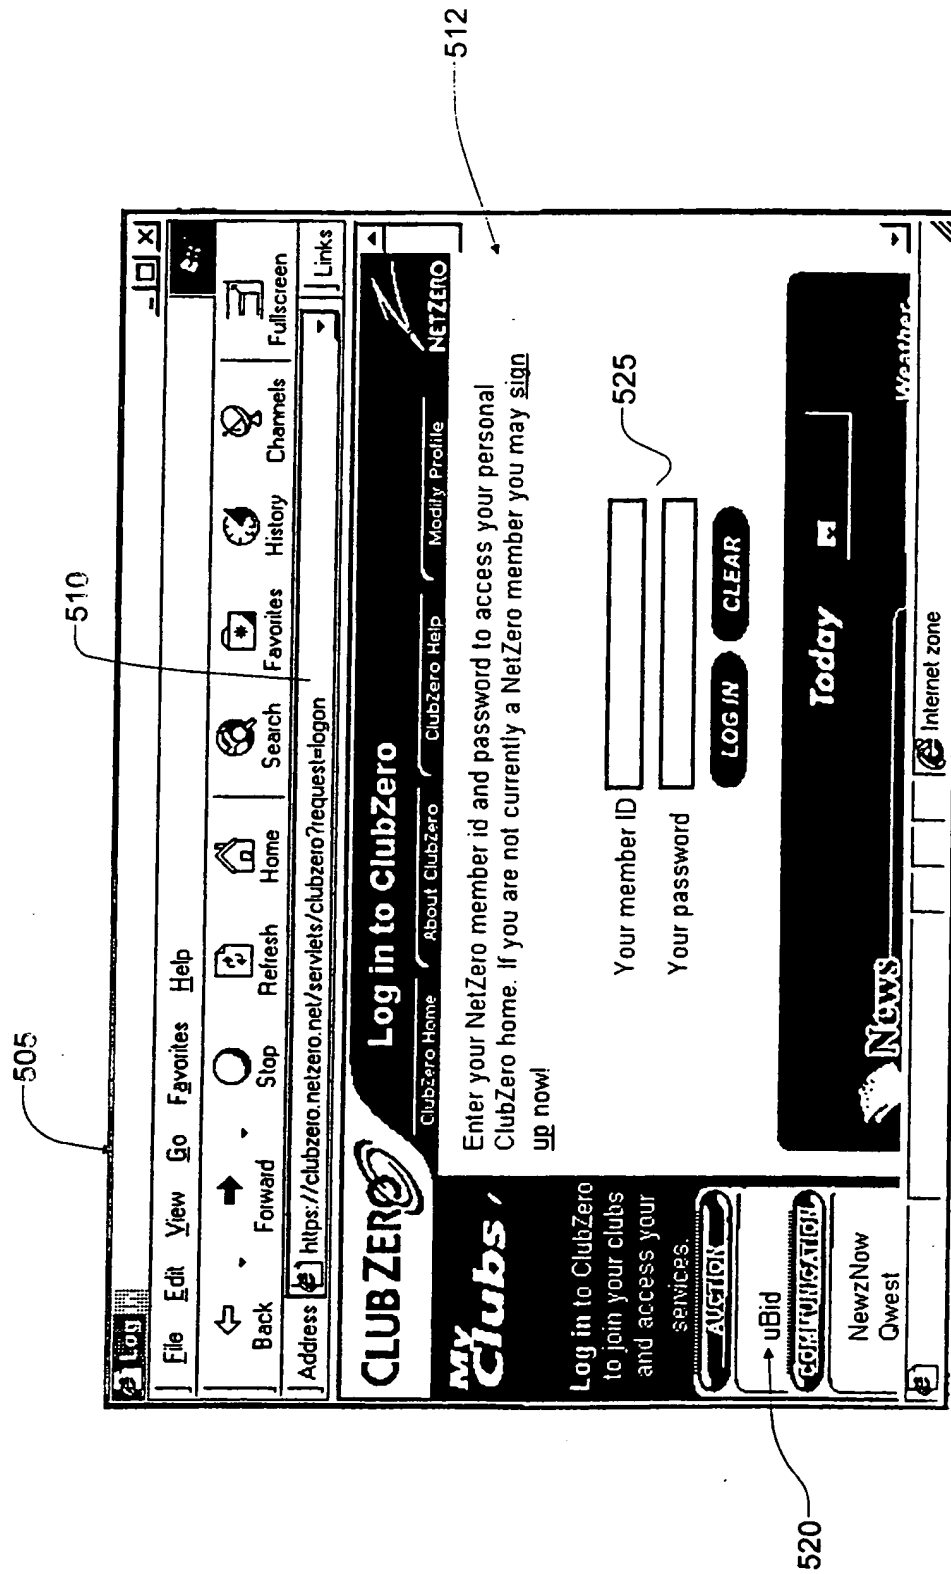 505
510
512
Log
File Edit View Go Favorites Help
Back Forward Stop Refresh Home Search Favorites History Channels Fullscreen
Address https://clubzero.netzero.net/servlets/clubzero?request=logon Links
CLUBZERO Log in to ClubZero
ClubZero Home About ClubZero ClubZero Help Modify Profile NETZERO
MY Clubs
Log in to ClubZero
to join your clubs
and access your
services.
AUCTION
uBid
COMMUNICATION
NewzNow
Qwest
520
Enter your NetZero member id and password to access your personal
ClubZero home. If you are not currently a NetZero member you may sign
up now!
Your member ID
Your password
525
LOG IN CLEAR
News Today Weather
Internet zone